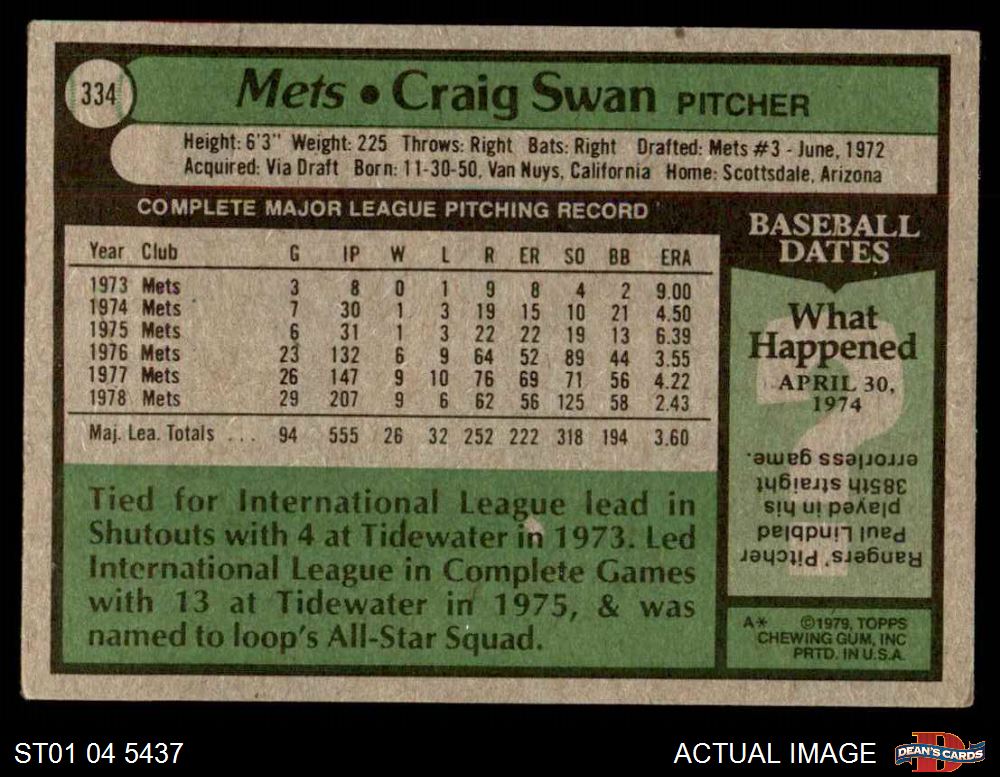 334
Mets • Craig Swan PITCHER
Height: 6'3" Weight: 225 Throws: Right Bats: Right Drafted: Mets #3 - June, 1972
Acquired: Via Draft Born: 11-30-50, Van Nuys, California Home: Scottsdale, Arizona
COMPLETE MAJOR LEAGUE PITCHING RECORD
Year Club G IP W L R ER SO BB ERA
1973 Mets 3 8 0 1 9 8 4 2 9.00
1974 Mets 7 30 1 3 19 15 10 21 4.50
1975 Mets 6 31 1 3 22 22 19 13 6.39
1976 Mets 23 132 6 9 64 52 89 44 3.55
1977 Mets 26 147 9 10 76 69 71 56 4.22
1978 Mets 29 207 9 6 62 56 125 58 2.43
Maj. Lea. Totals ... 94 555 26 32 252 222 318 194 3.60
Tied for International League lead in
Shutouts with 4 at Tidewater in 1973. Led
International League in Complete Games
with 13 at Tidewater in 1975, & was
named to loop's All-Star Squad.
BASEBALL
DATES
What
Happened
APRIL 30,
1974
?
Rangers' Pitcher
Paul Lindblad
played in his
385th straight
errorless game.
A* ©1979, TOPPS
CHEWING GUM, INC
PRTD. IN U.S.A.
ST01 04 5437
ACTUAL IMAGE
D
DEAN'S CARDS